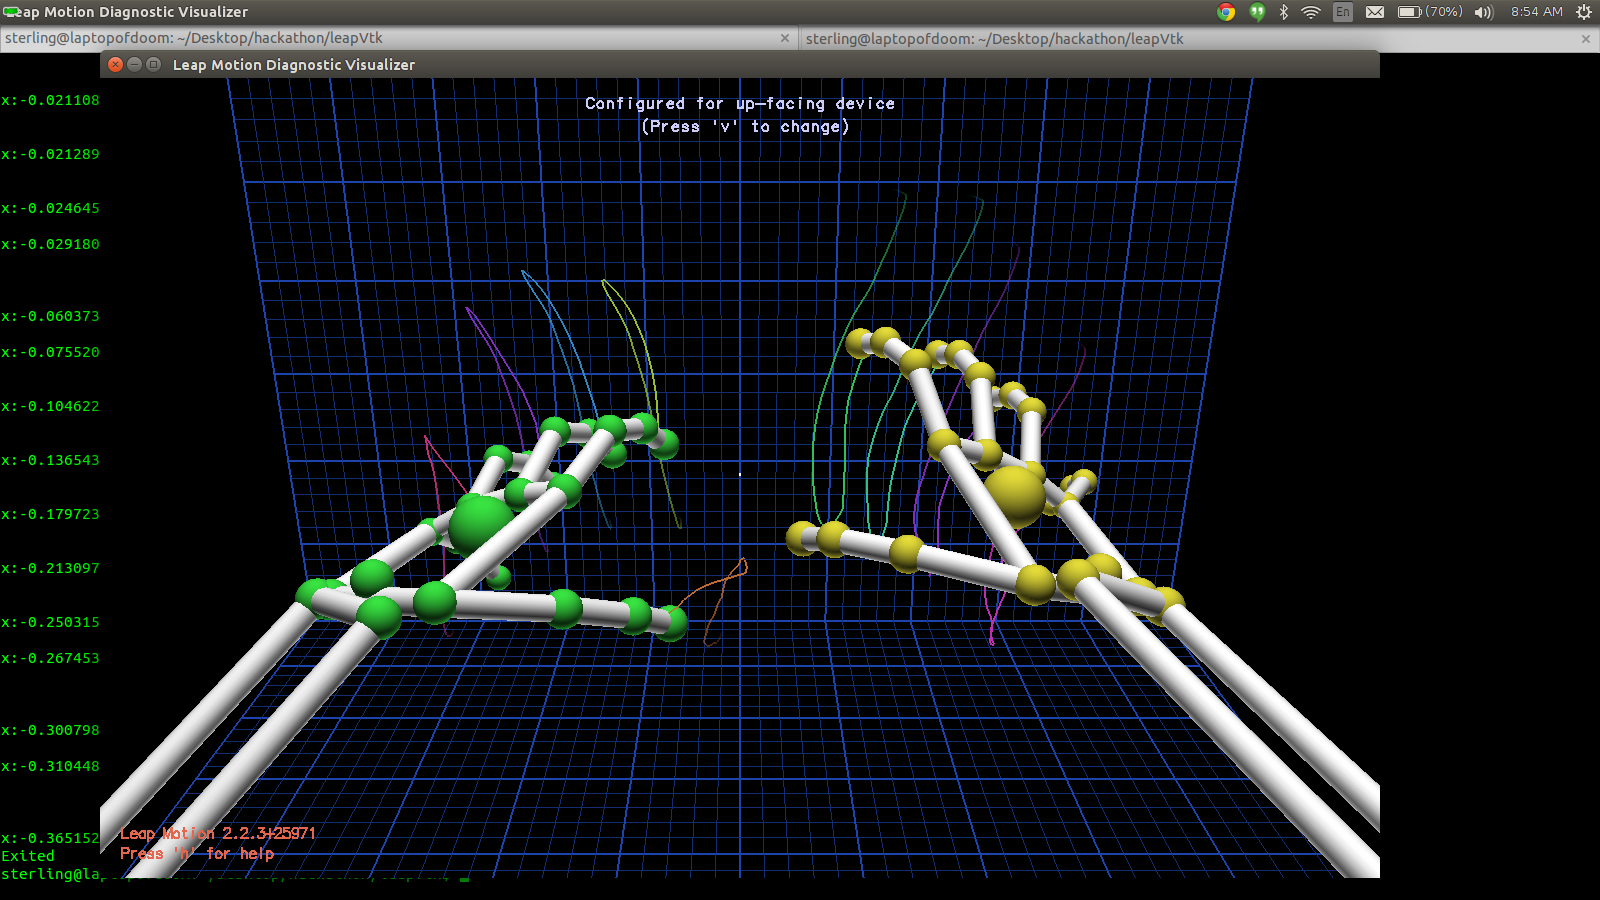 Leap Motion Diagnostic Visualizer
En
(70%)
8:54 AM
sterling@laptopofdoom: ~/Desktop/hackathon/leapVtk
sterling@laptopofdoom: ~/Desktop/hackathon/leapVtk
Leap Motion Diagnostic Visualizer
Configured for up-facing device
(Press 'v' to change)
x:-0.021108
x:-0.021289
x:-0.024645
x:-0.029180
x:-0.060373
x:-0.075520
x:-0.104622
x:-0.136543
x:-0.179723
x:-0.213097
x:-0.250315
x:-0.267453
x:-0.300798
x:-0.310448
x:-0.365152
Leap Motion 2.2.3+25971
Press 'h' for help
Exited
sterling@la